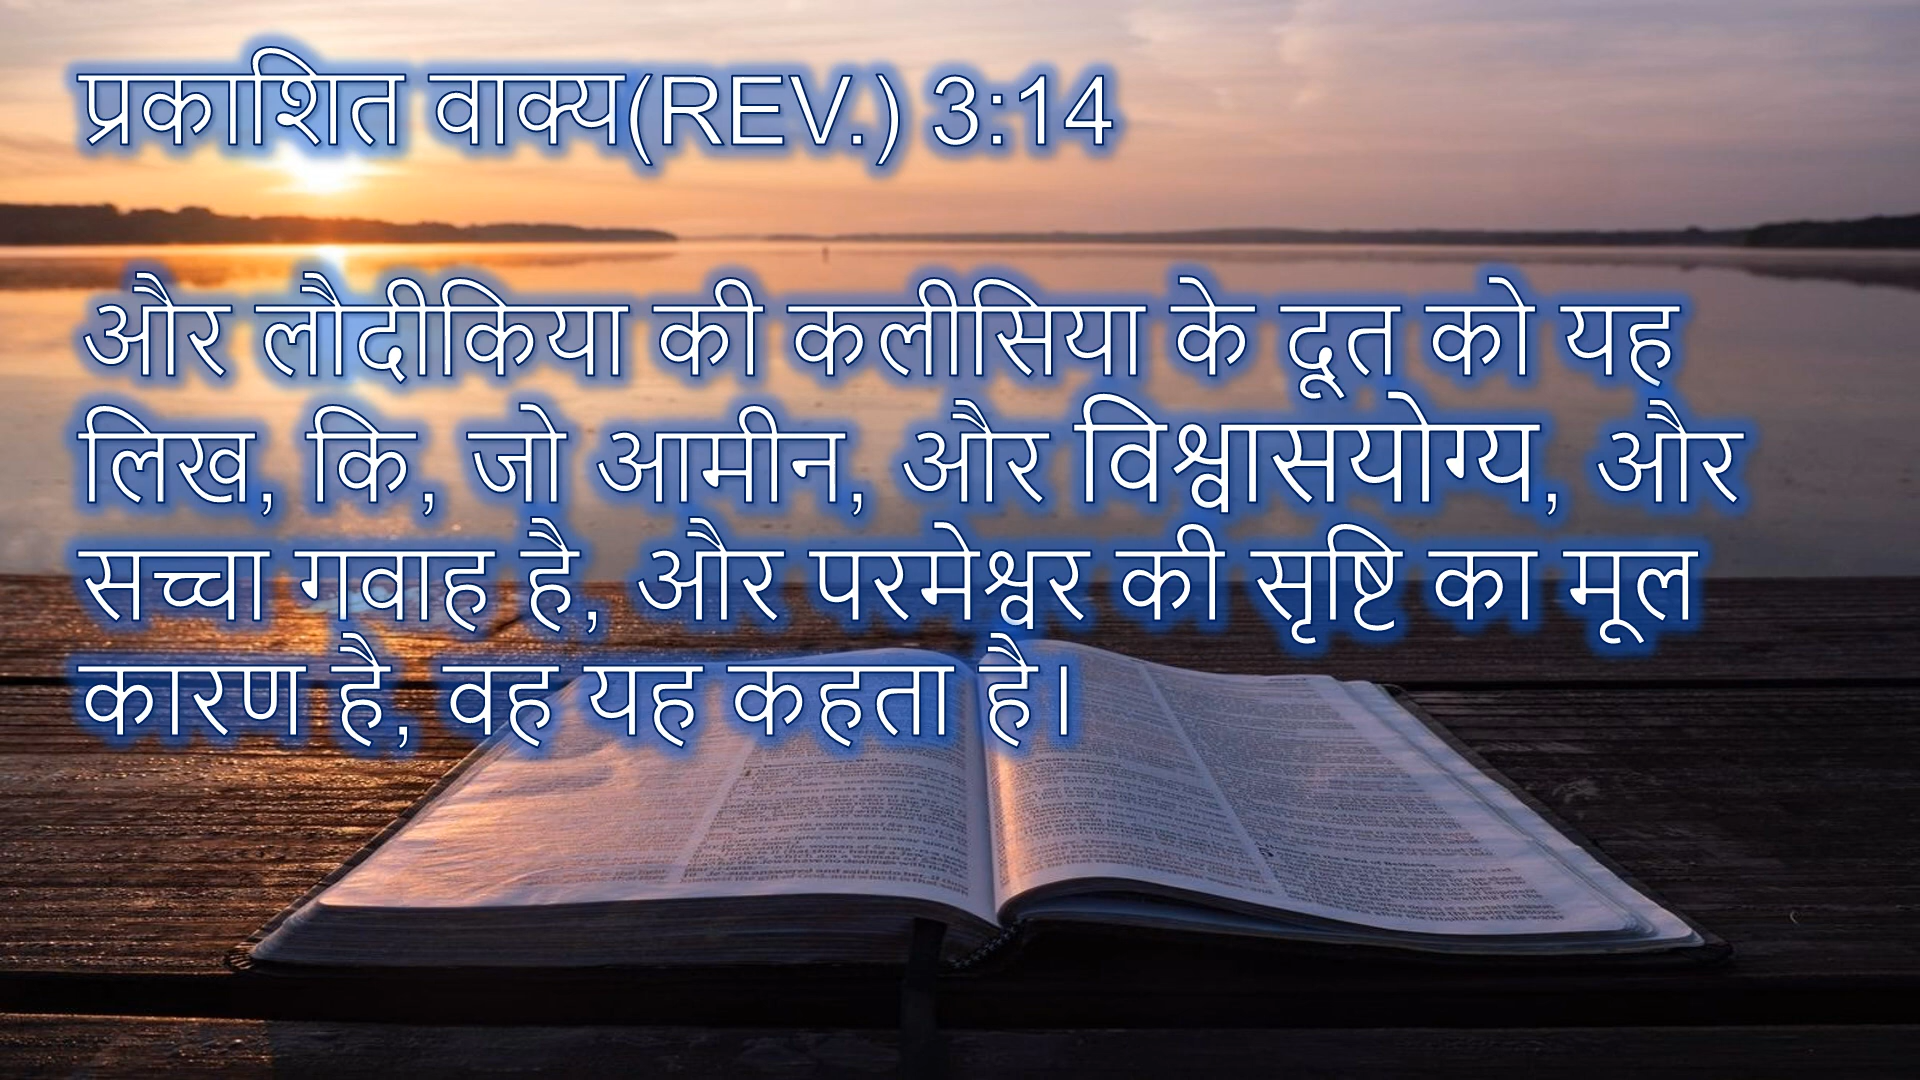 प्रकाशित वाक्य(REV.) 3:14
और लौदीकिया की कलीसिया के दूत को यह
लिख, कि, जो आमीन, और विश्वासयोग्य, और
सच्चा गवाह है, और परमेश्वर की सृष्टि का मूल
कारण है, वह यह कहता है।